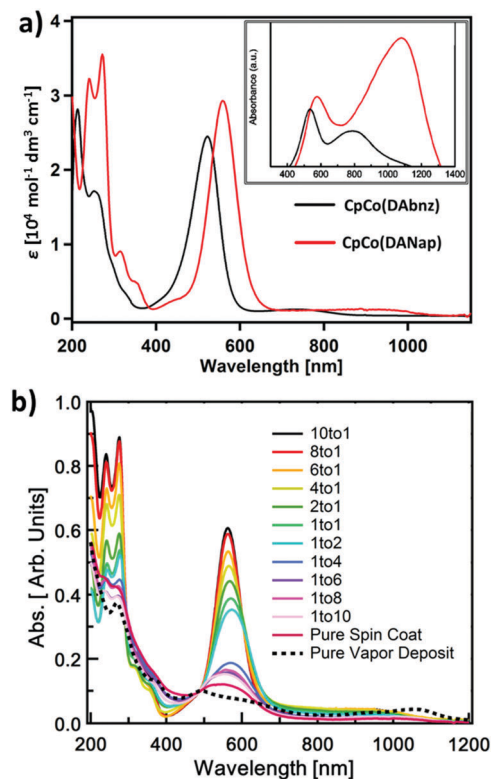 a)
ε [10⁴ mol⁻¹ dm³ cm⁻¹]
4
3
2
1
0
200 400 600 800 1000
Wavelength [nm]
Absorbance (a.u.)
400 600 800 1000 1200 1400
CpCo(DAbnz)
CpCo(DANap)
b)
Abs. [ Arb. Units]
1.0
0.8
0.6
0.4
0.2
0.0
200 400 600 800 1000 1200
Wavelength [nm]
10to1
8to1
6to1
4to1
2to1
1to1
1to2
1to4
1to6
1to8
1to10
Pure Spin Coat
Pure Vapor Deposit